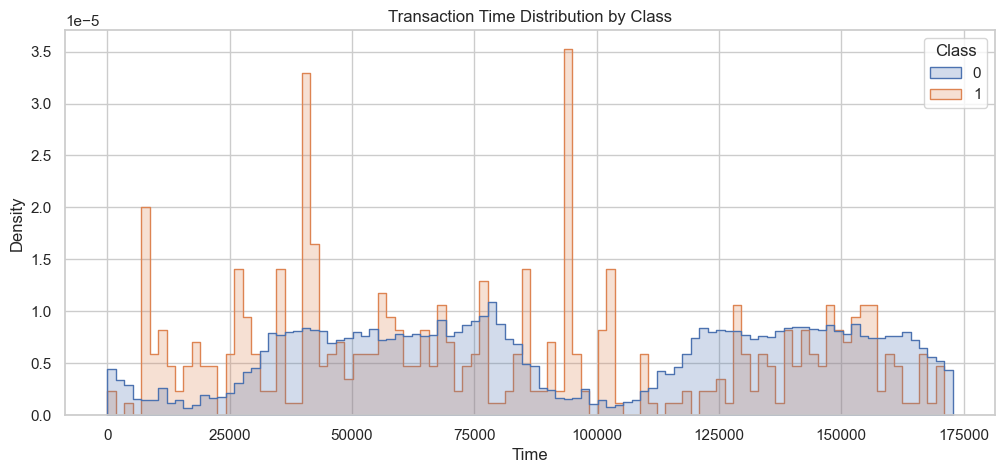 Transaction Time Distribution by Class
1e−5
3.5
3.0
2.5
2.0
1.5
1.0
0.5
0.0
Density
Class
0
1
0 25000 50000 75000 100000 125000 150000 175000
Time